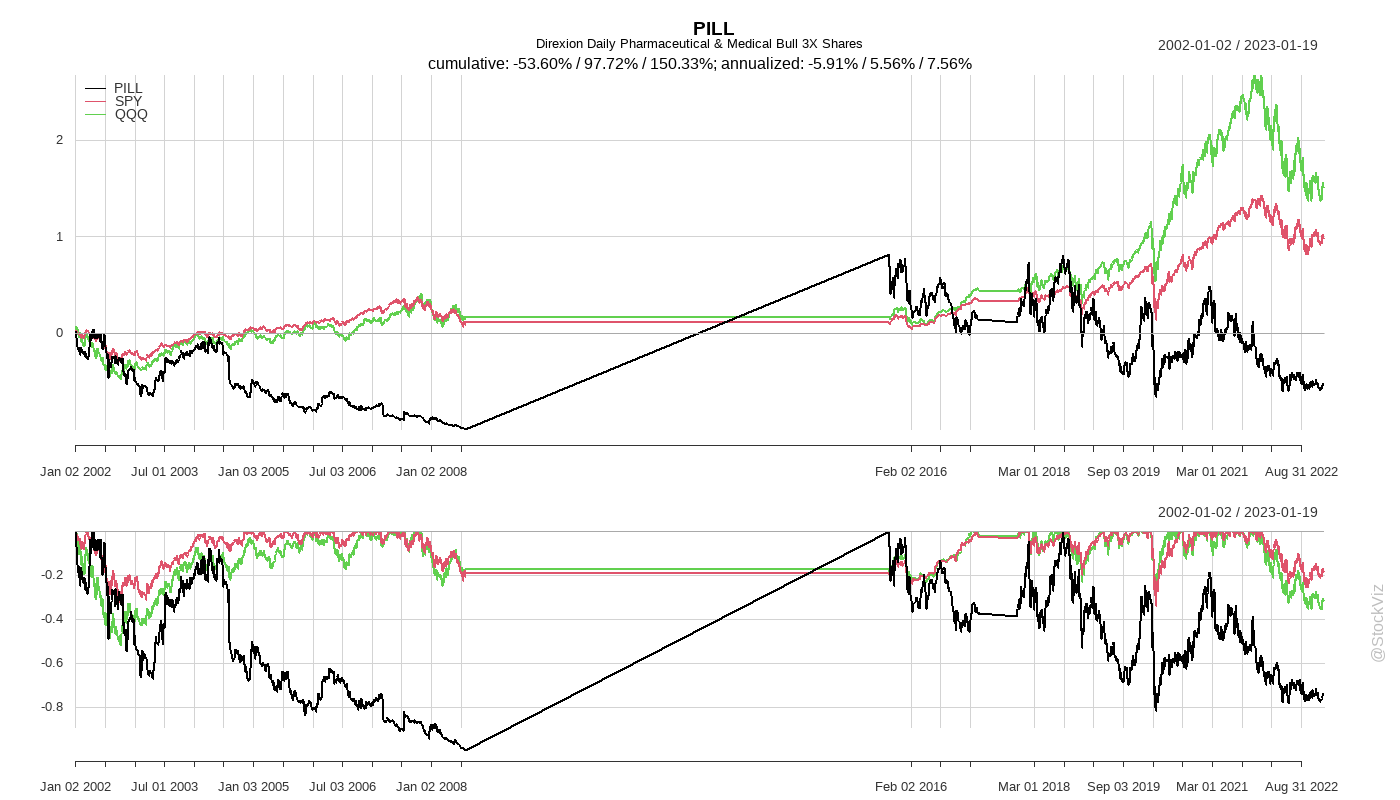 PILL
Direxion Daily Pharmaceutical & Medical Bull 3X Shares
2002-01-02 / 2023-01-19
cumulative: -53.60% / 97.72% / 150.33%; annualized: -5.91% / 5.56% / 7.56%
PILL
SPY
QQQ
2
1
0
Jan 02 2002 Jul 01 2003 Jan 03 2005 Jul 03 2006 Jan 02 2008 Feb 02 2016 Mar 01 2018 Sep 03 2019 Mar 01 2021 Aug 31 2022
2002-01-02 / 2023-01-19
-0.2
-0.4
-0.6
-0.8
Jan 02 2002 Jul 01 2003 Jan 03 2005 Jul 03 2006 Jan 02 2008 Feb 02 2016 Mar 01 2018 Sep 03 2019 Mar 01 2021 Aug 31 2022
@StockViz